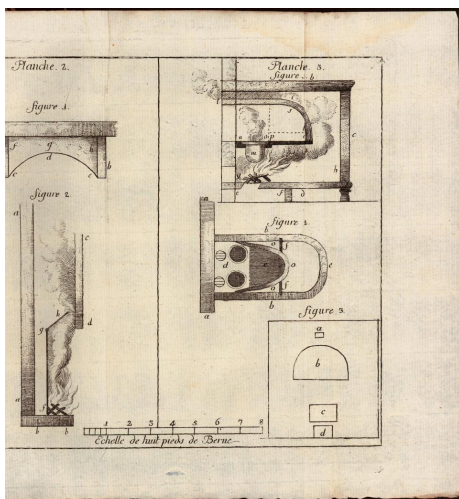 Planche. 2.
figure 1.
f g h
d
c c b
figure 2.
a
c
h
g
d
a
f
b b
1 2 3 4 5 6 7 8
Echelle de huit pieds de Berne
Planche. 3.
figure . b
s
c
a p
m
h
e f d
a
figure 2.
b
o f
d c o e
o f
b
a
figure 3.
a
b
c
d